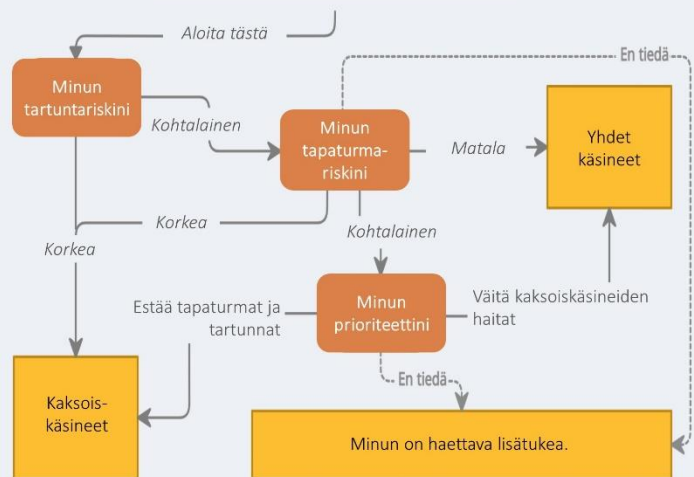 Aloita tästä
En tiedä
Minun
tartuntariskini
Kohtalainen
Minun
tapaturma-
riskini
Matala
Yhdet
käsineet
Korkea
Korkea
Kohtalainen
Estää tapaturmat ja
tartunnat
Minun
prioriteettini
Väitä kaksoiskäsineiden
haitat
En tiedä
Kaksois-
käsineet
Minun on haettava lisätukea.